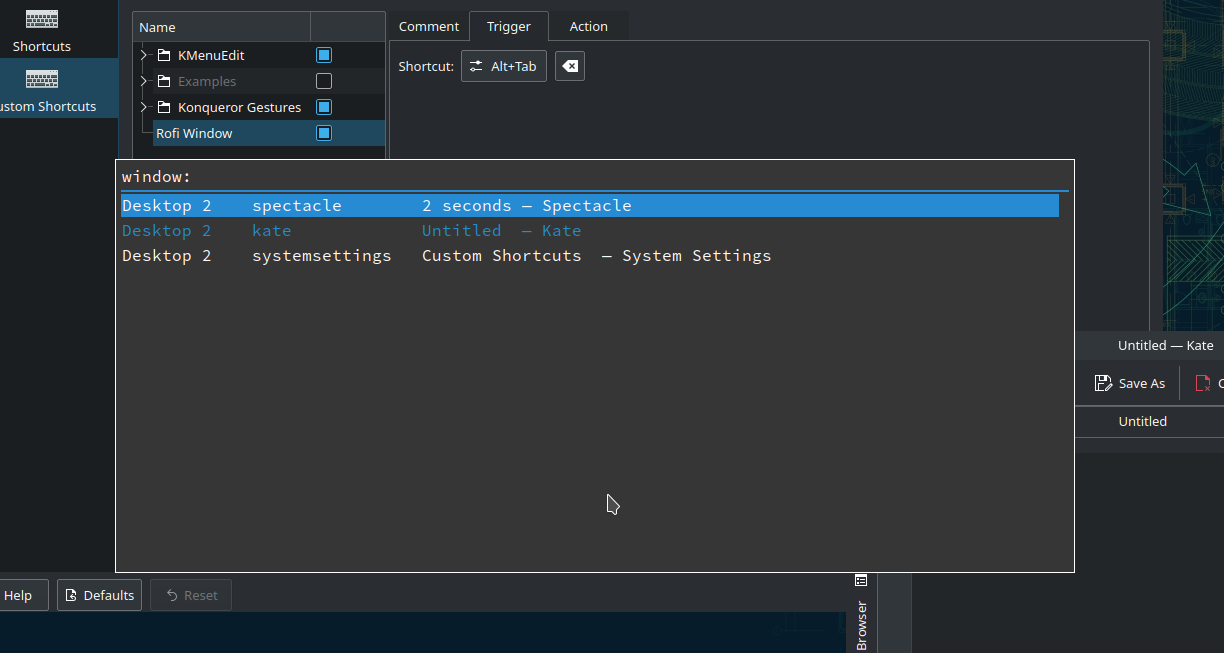 Shortcuts
ustom Shortcuts
Name
KMenuEdit
Examples
Konqueror Gestures
Rofi Window
Comment Trigger Action
Shortcut: Alt+Tab
window:
Desktop 2 spectacle 2 seconds — Spectacle
Desktop 2 kate Untitled — Kate
Desktop 2 systemsettings Custom Shortcuts — System Settings
Untitled — Kate
Save As C
Untitled
Help Defaults Reset
Browser